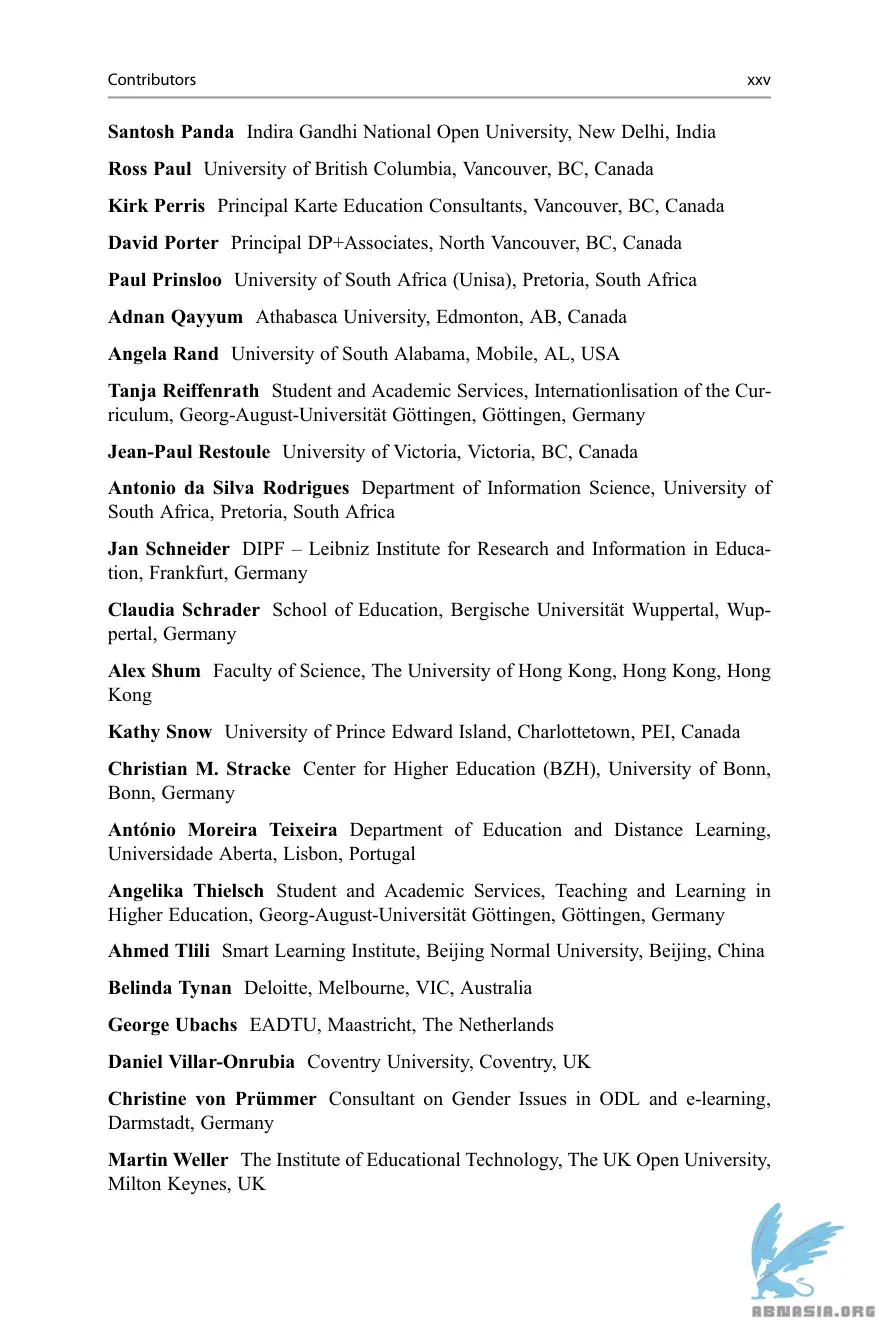 Contributors xxv
Santosh Panda Indira Gandhi National Open University, New Delhi, India
Ross Paul University of British Columbia, Vancouver, BC, Canada
Kirk Perris Principal Karte Education Consultants, Vancouver, BC, Canada
David Porter Principal DP+Associates, North Vancouver, BC, Canada
Paul Prinsloo University of South Africa (Unisa), Pretoria, South Africa
Adnan Qayyum Athabasca University, Edmonton, AB, Canada
Angela Rand University of South Alabama, Mobile, AL, USA
Tanja Reiffenrath Student and Academic Services, Internationlisation of the Cur-
riculum, Georg-August-Universität Göttingen, Göttingen, Germany
Jean-Paul Restoule University of Victoria, Victoria, BC, Canada
Antonio da Silva Rodrigues Department of Information Science, University of
South Africa, Pretoria, South Africa
Jan Schneider DIPF – Leibniz Institute for Research and Information in Educa-
tion, Frankfurt, Germany
Claudia Schrader School of Education, Bergische Universität Wuppertal, Wup-
pertal, Germany
Alex Shum Faculty of Science, The University of Hong Kong, Hong Kong, Hong
Kong
Kathy Snow University of Prince Edward Island, Charlottetown, PEI, Canada
Christian M. Stracke Center for Higher Education (BZH), University of Bonn,
Bonn, Germany
António Moreira Teixeira Department of Education and Distance Learning,
Universidade Aberta, Lisbon, Portugal
Angelika Thielsch Student and Academic Services, Teaching and Learning in
Higher Education, Georg-August-Universität Göttingen, Göttingen, Germany
Ahmed Tlili Smart Learning Institute, Beijing Normal University, Beijing, China
Belinda Tynan Deloitte, Melbourne, VIC, Australia
George Ubachs EADTU, Maastricht, The Netherlands
Daniel Villar-Onrubia Coventry University, Coventry, UK
Christine von Prümmer Consultant on Gender Issues in ODL and e-learning,
Darmstadt, Germany
Martin Weller The Institute of Educational Technology, The UK Open University,
Milton Keynes, UK
ABNASIA.ORG